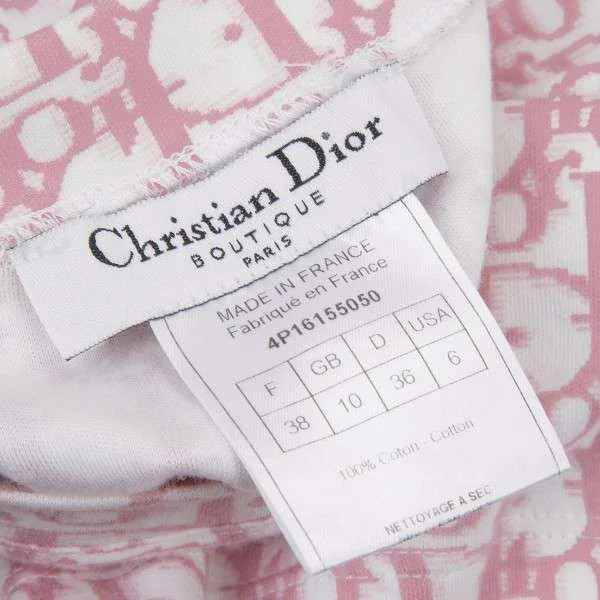 Christian Dior
BOUTIQUE
PARIS
MADE IN FRANCE
Fabriqué en France
4P16155050
F GB D USA
38 10 36 6
100% Coton - Cotton
NETTOYAGE A SEC